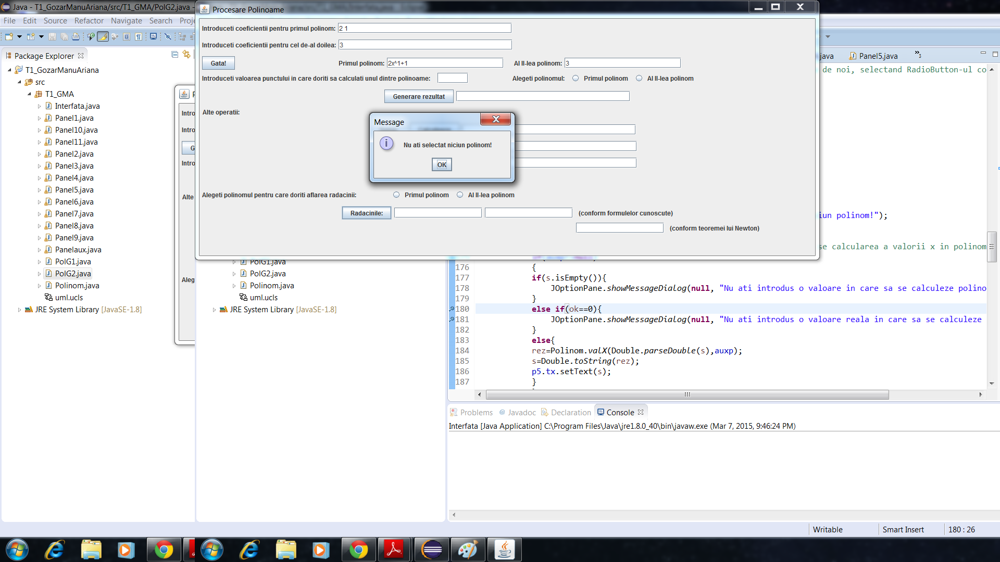 Java - T1_GozarManuAriana/src/T1_GMA/PolG2.java -
File Edit Source Refactor Navigate Search Proje
Package Explorer
T1_GozarManuAriana
src
T1_GMA
Interfata.java
Panel1.java
Panel10.java
Panel11.java
Panel2.java
Panel3.java
Panel4.java
Panel5.java
Panel6.java
Panel7.java
Panel8.java
Panel9.java
Panelaux.java
PolG1.java
PolG2.java
Polinom.java
uml.ucls
JRE System Library [JavaSE-1.8]
Intro
Intro
G
Intro
Alte
Aleg
Procesare Polinoame
Introduceti coeficientii pentru primul polinom: 2 1
Introduceti coeficientii pentru cel de-al doilea: 3
Gata! Primul polinom: 2x^1+1 Al II-lea polinom: 3
Introduceti valoarea punctului in care doriti sa calculati unul dintre polinoame: Alegeti polinomul: Primul polinom Al II-lea polinom
Generare rezultat
Alte operatii:
Message
Nu ati selectat niciun polinom!
OK
Alegeti polinomul pentru care doriti aflarea radacinii: Primul polinom Al II-lea polinom
Radacinile: (conform formulelor cunoscute)
(conform teoremei lui Newton)
PolG1.java
PolG2.java
Polinom.java
uml.ucls
JRE System Library [JavaSE-1.8]
java Panel5.java »3
de noi, selectand RadioButton-ul co
iun polinom!");
se calcularea a valorii x in polinom
176 {
177 if(s.isEmpty()){
178 JOptionPane.showMessageDialog(null, "Nu ati introdus o valoare in care sa se calculeze polino
179 }
180 else if(ok==0){
181 JOptionPane.showMessageDialog(null, "Nu ati introdus o valoare reala in care sa se calculeze
182 }
183 else{
184 rez=Polinom.valX(Double.parseDouble(s),auxp);
185 s=Double.toString(rez);
186 p5.tx.setText(s);
187 }
Problems @ Javadoc Declaration Console
Interfata [Java Application] C:\Program Files\Java\jre1.8.0_40\bin\javaw.exe (Mar 7, 2015, 9:46:24 PM)
Writable Smart Insert 180 : 26